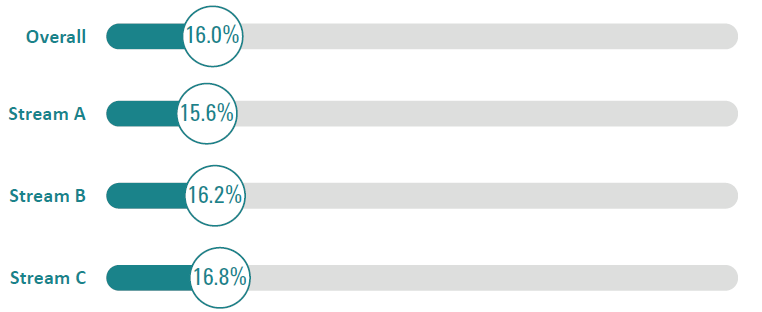 Overall 16.0%
Stream A 15.6%
Stream B 16.2%
Stream C 16.8%